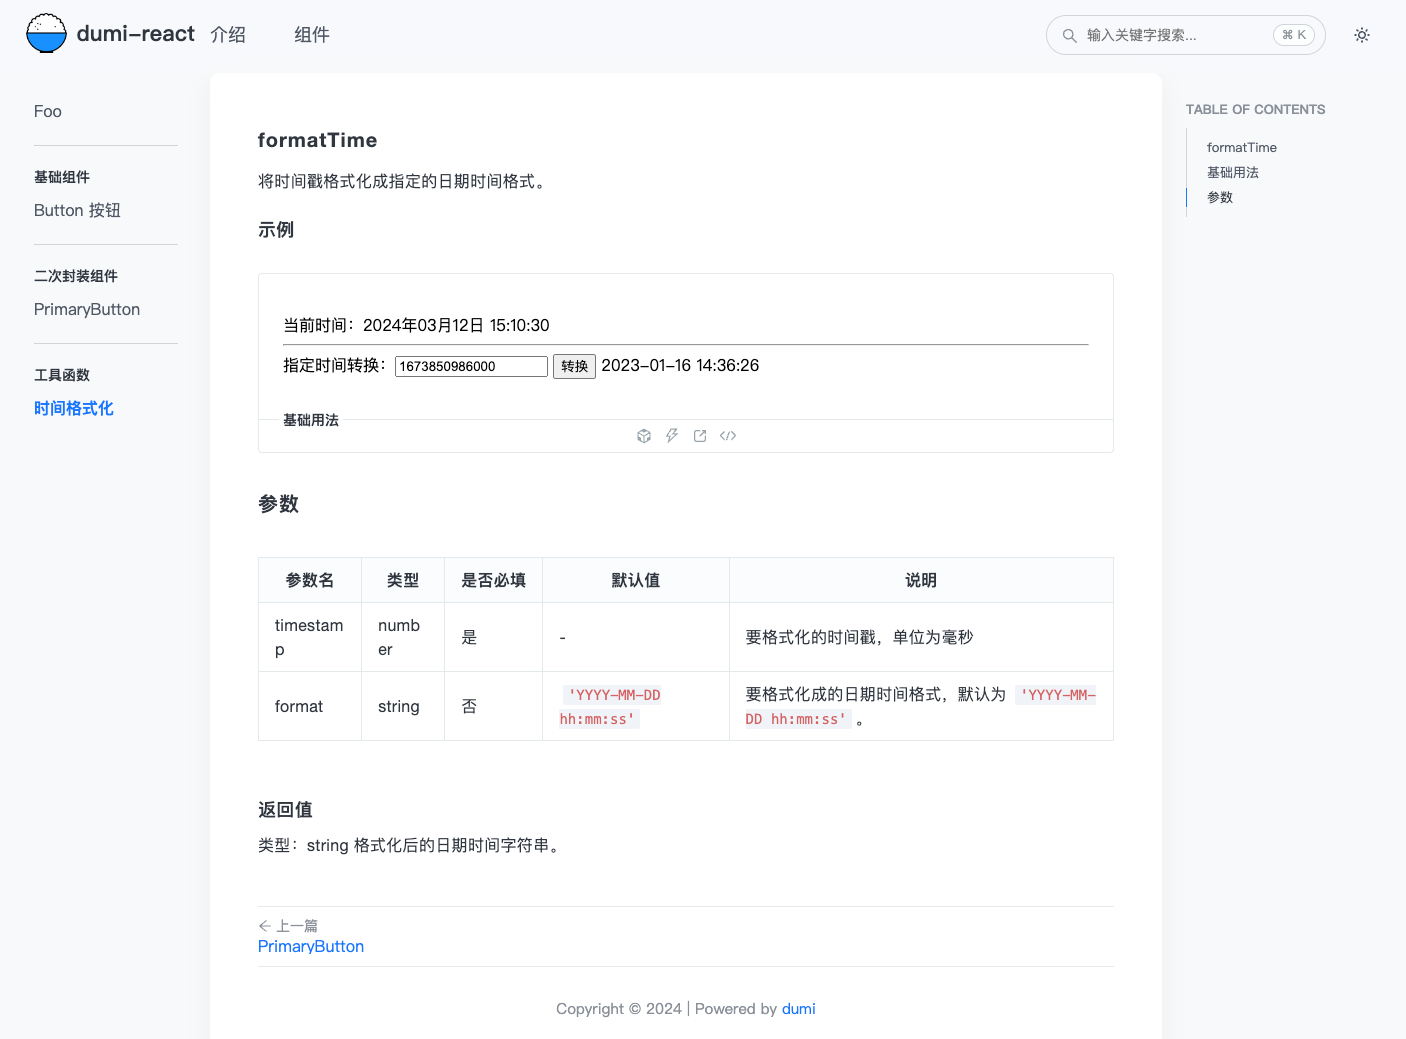 dumi-react
介绍
组件
输入关键字搜索...
⌘ K
Foo
基础组件
Button 按钮
二次封装组件
PrimaryButton
工具函数
时间格式化
formatTime
将时间戳格式化成指定的日期时间格式。
示例
当前时间：2024年03月12日 15:10:30
指定时间转换：1673850986000 转换 2023-01-16 14:36:26
基础用法
参数
参数名 类型 是否必填 默认值 说明
timestam
p
numb
er
是
-
要格式化的时间戳，单位为毫秒
format
string
否
'YYYY-MM-DD
hh:mm:ss'
要格式化成的日期时间格式，默认为 'YYYY-MM-
DD hh:mm:ss' 。
返回值
类型：string 格式化后的日期时间字符串。
上一篇
PrimaryButton
Copyright © 2024 | Powered by dumi
TABLE OF CONTENTS
formatTime
基础用法
参数